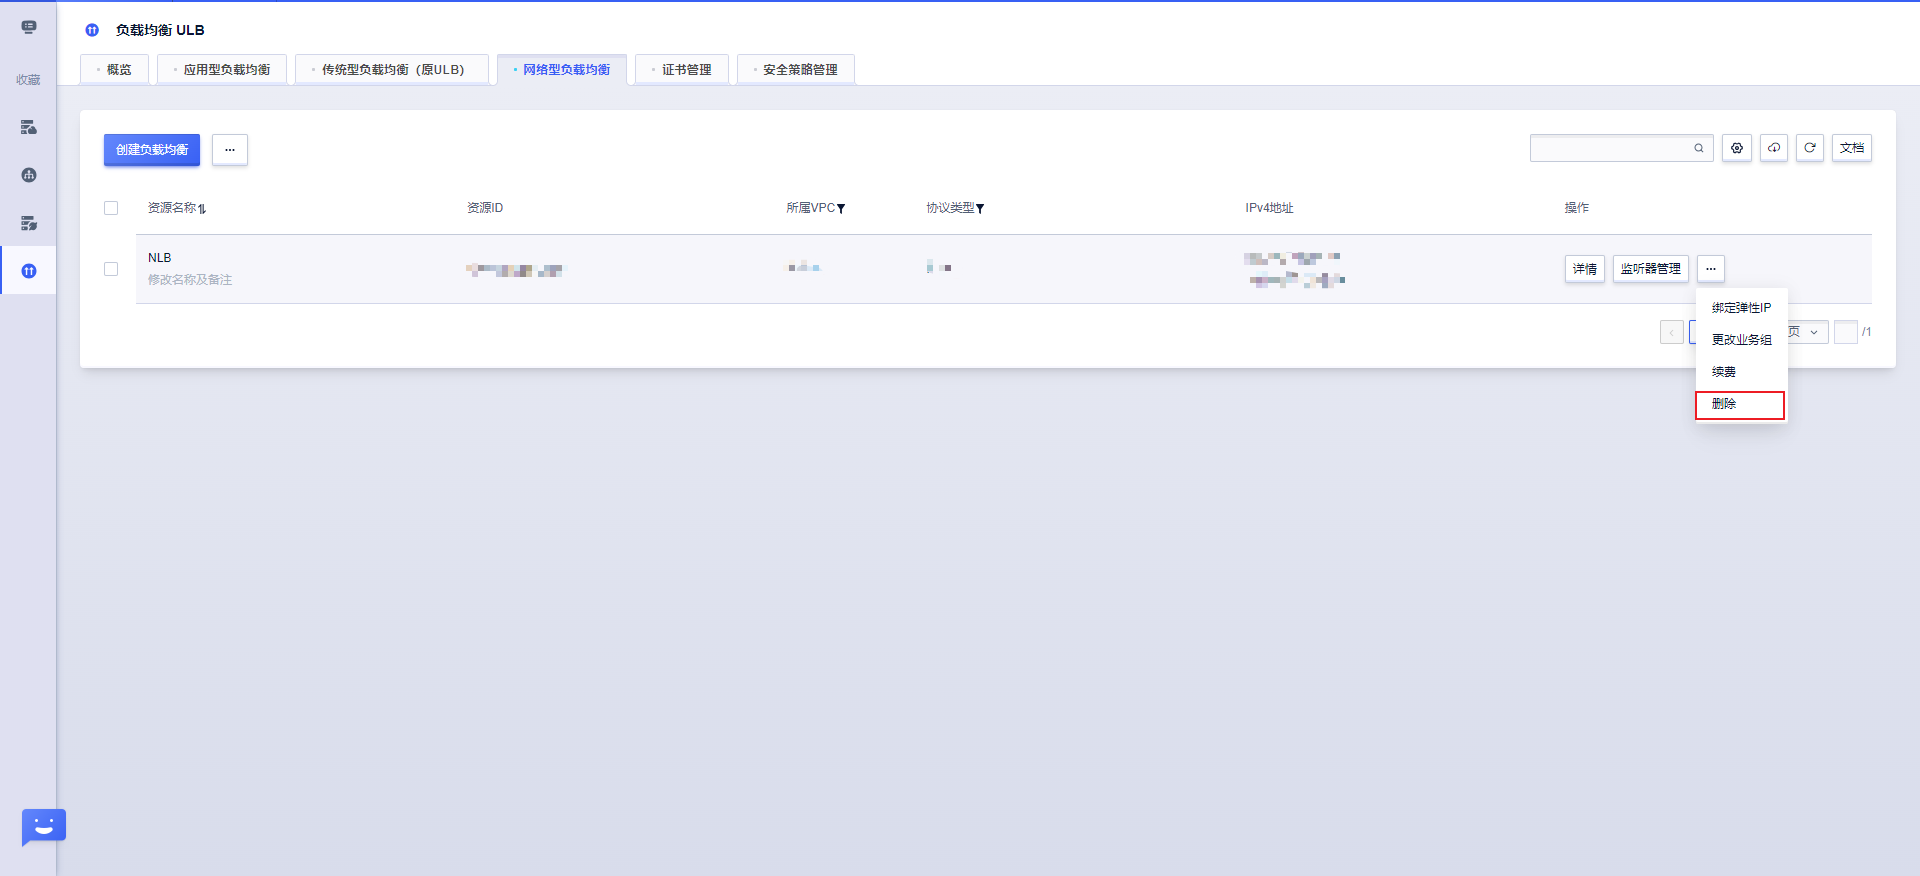 负载均衡 ULB
概览
应用型负载均衡
传统型负载均衡（原ULB）
网络型负载均衡
证书管理
安全策略管理
收藏
创建负载均衡
...
文档
资源名称
资源ID
所属VPC
协议类型
IPv4地址
操作
NLB
修改名称及备注
详情
监听器管理
...
绑定弹性IP
更改业务组
续费
删除
页
/1